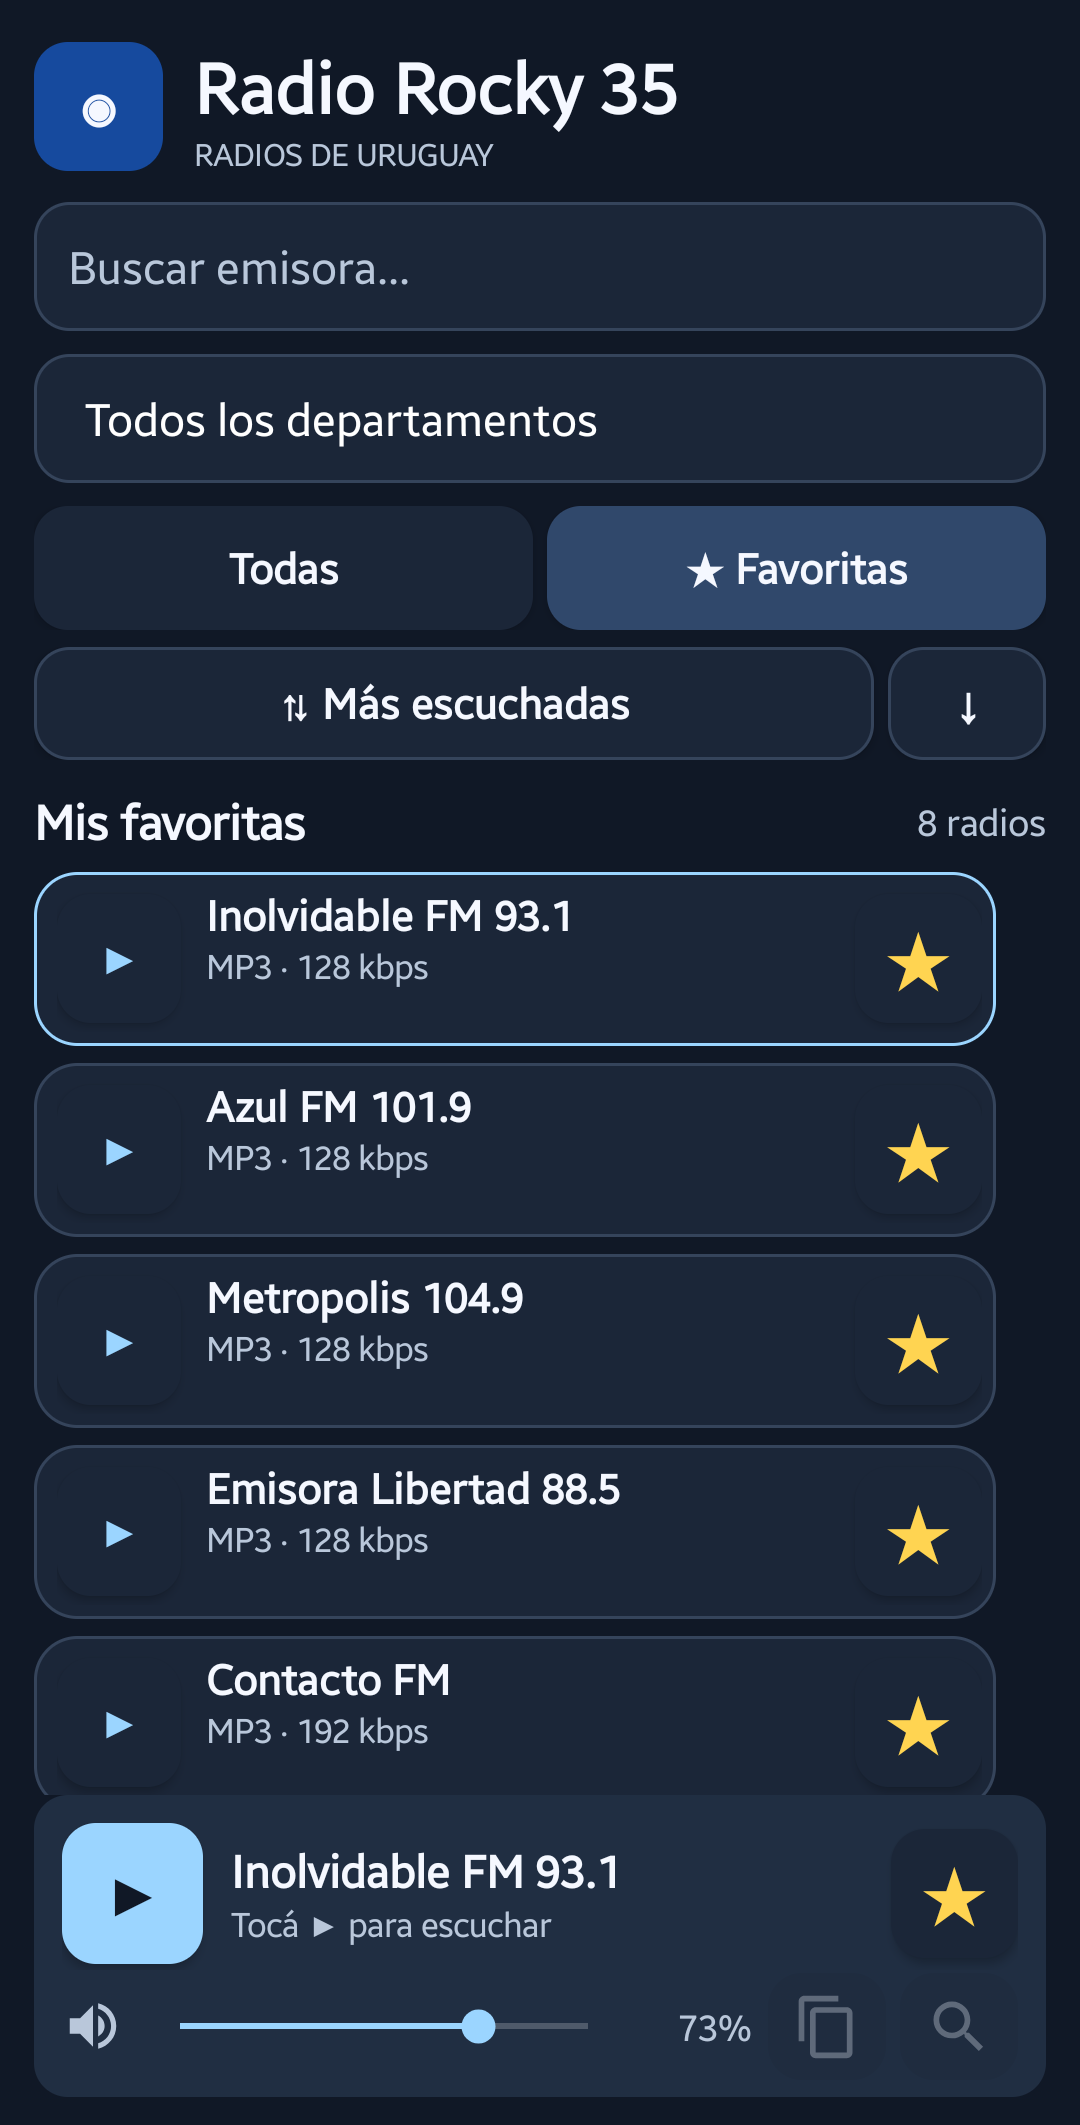 Radio Rocky 35
RADIOS DE URUGUAY
Buscar emisora...
Todos los departamentos
Todas
★ Favoritas
⇅ Más escuchadas
↓
Mis favoritas
8 radios
Inolvidable FM 93.1
MP3 · 128 kbps
Azul FM 101.9
MP3 · 128 kbps
Metropolis 104.9
MP3 · 128 kbps
Emisora Libertad 88.5
MP3 · 128 kbps
Contacto FM
MP3 · 192 kbps
Inolvidable FM 93.1
Tocá ► para escuchar
73%